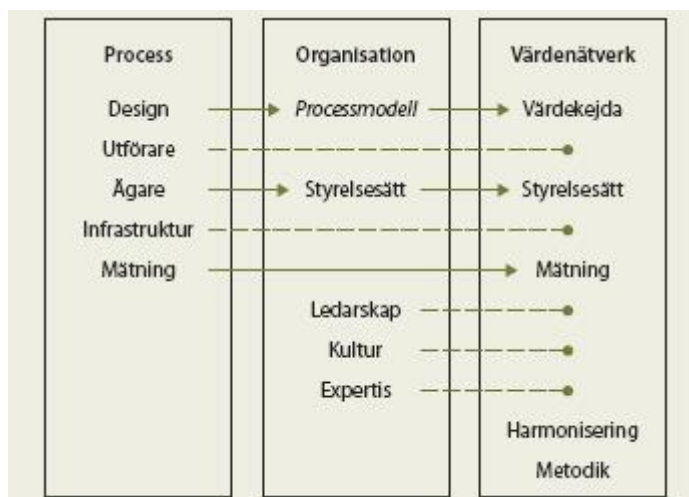 Process Organisation Värdenätverk
Design Processmodell Värdekejda
Utförare
Ägare Styrelsesätt Styrelsesätt
Infrastruktur
Mätning Mätning
Ledarskap
Kultur
Expertis
Harmonisering
Metodik